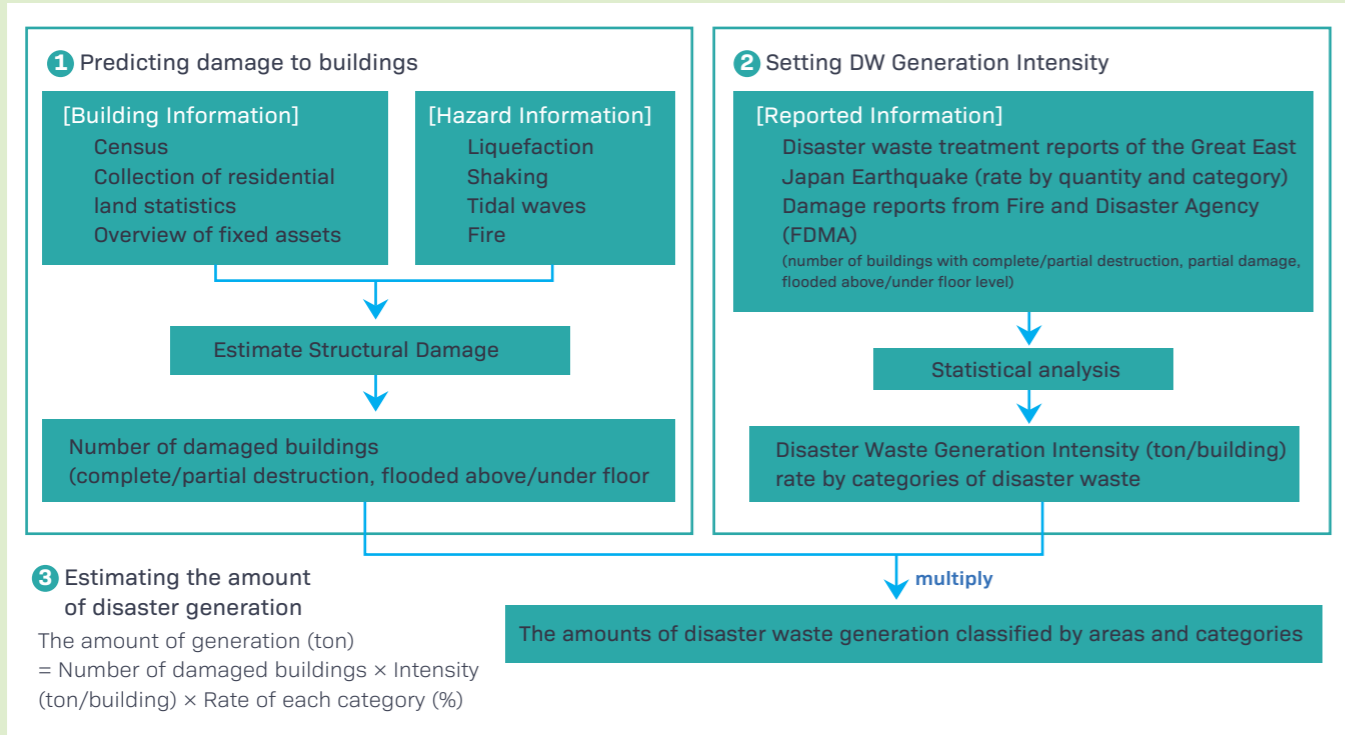 1 Predicting damage to buildings
[Building Information]
Census
Collection of residential
land statistics
Overview of fixed assets
[Hazard Information]
Liquefaction
Shaking
Tidal waves
Fire
Estimate Structural Damage
Number of damaged buildings
(complete/partial destruction, flooded above/under floor
2 Setting DW Generation Intensity
[Reported Information]
Disaster waste treatment reports of the Great East
Japan Earthquake (rate by quantity and category)
Damage reports from Fire and Disaster Agency
(FDMA)
(number of buildings with complete/partial destruction, partial damage,
flooded above/under floor level)
Statistical analysis
Disaster Waste Generation Intensity (ton/building)
rate by categories of disaster waste
3 Estimating the amount
of disaster generation
The amount of generation (ton)
= Number of damaged buildings × Intensity
(ton/building) × Rate of each category (%)
multiply
The amounts of disaster waste generation classified by areas and categories